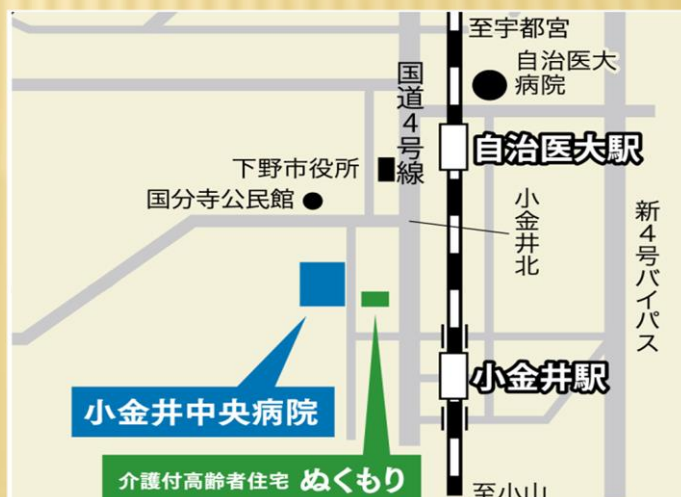 至宇都宮
自治医大
病院
国道4号線
自治医大駅
下野市役所
国分寺公民館
小金井北
新4号バイパス
小金井駅
小金井中央病院
介護付高齢者住宅 ぬくもり
至小山